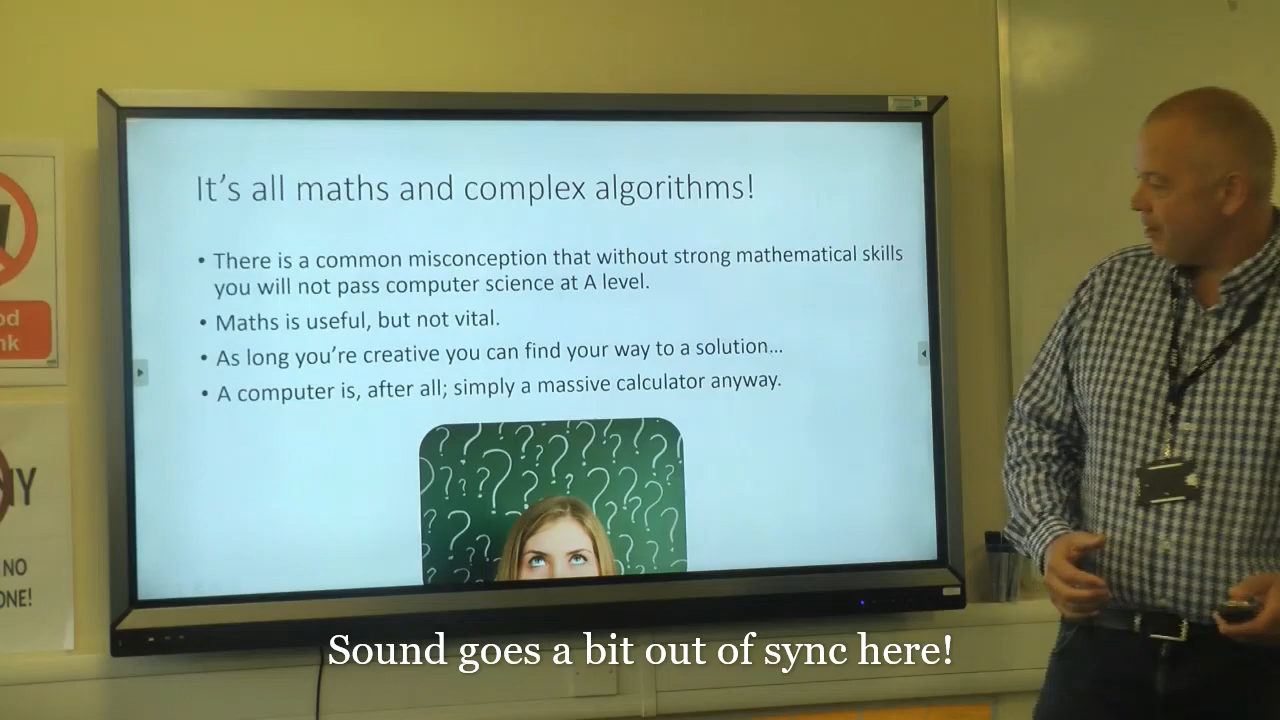 It's all maths and complex algorithms!
• There is a common misconception that without strong mathematical skills
you will not pass computer science at A level.
• Maths is useful, but not vital.
• As long you're creative you can find your way to a solution...
• A computer is, after all; simply a massive calculator anyway.
NO
Sound goes a bit out of sync here!